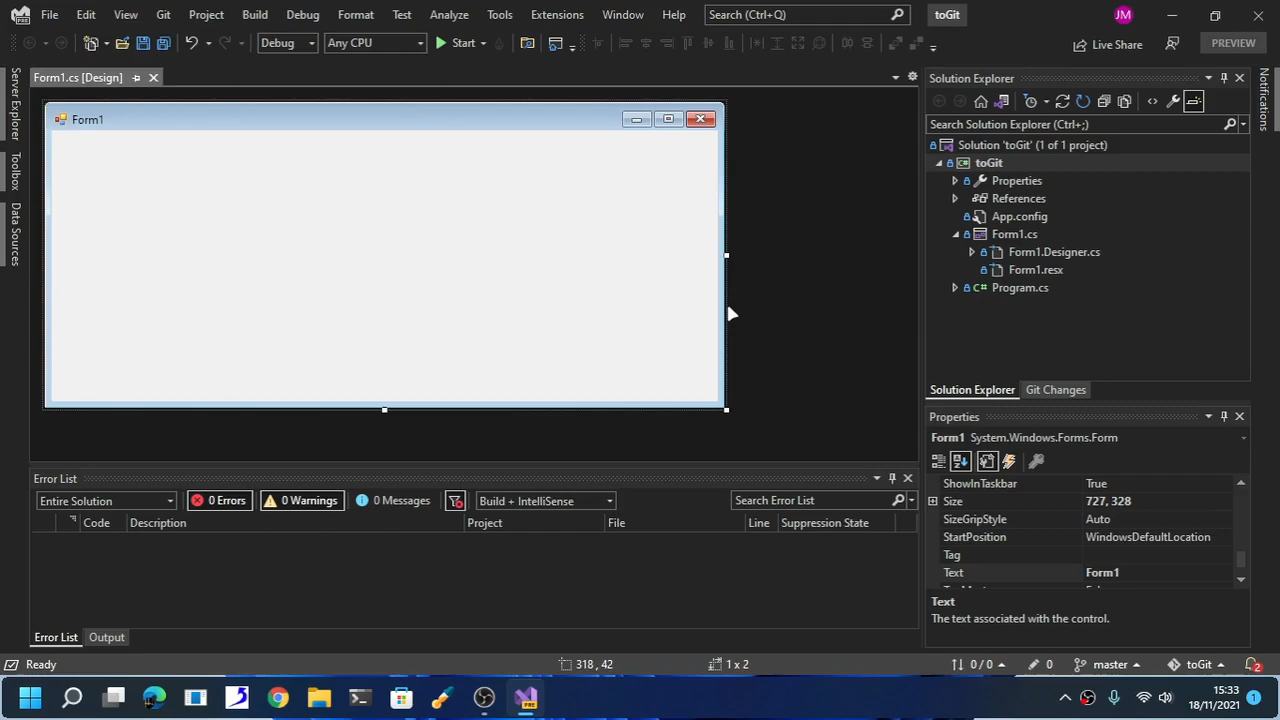 File Edit View Git Project Build Debug Format Test Analyze Tools Extensions Window Help Search (Ctrl+Q) toGit JM
Debug Any CPU Start Live Share PREVIEW
Form1.cs [Design]
Solution Explorer
Server Explorer
Toolbox
Data Sources
Notifications
Form1
Search Solution Explorer (Ctrl+;)
Solution 'toGit' (1 of 1 project)
toGit
Properties
References
App.config
Form1.cs
Form1.Designer.cs
Form1.resx
Program.cs
Solution Explorer Git Changes
Properties
Form1 System.Windows.Forms.Form
ShowInTaskbar True
Size 727, 328
SizeGripStyle Auto
StartPosition WindowsDefaultLocation
Tag
Text Form1
Text
The text associated with the control.
Error List
Entire Solution 0 Errors 0 Warnings 0 Messages Build + IntelliSense Search Error List
Code Description Project File Line Suppression State
Error List Output
Ready 318, 42 1 x 2 0 / 0 0 master toGit 2
PRE 15:33
18/11/2021 1